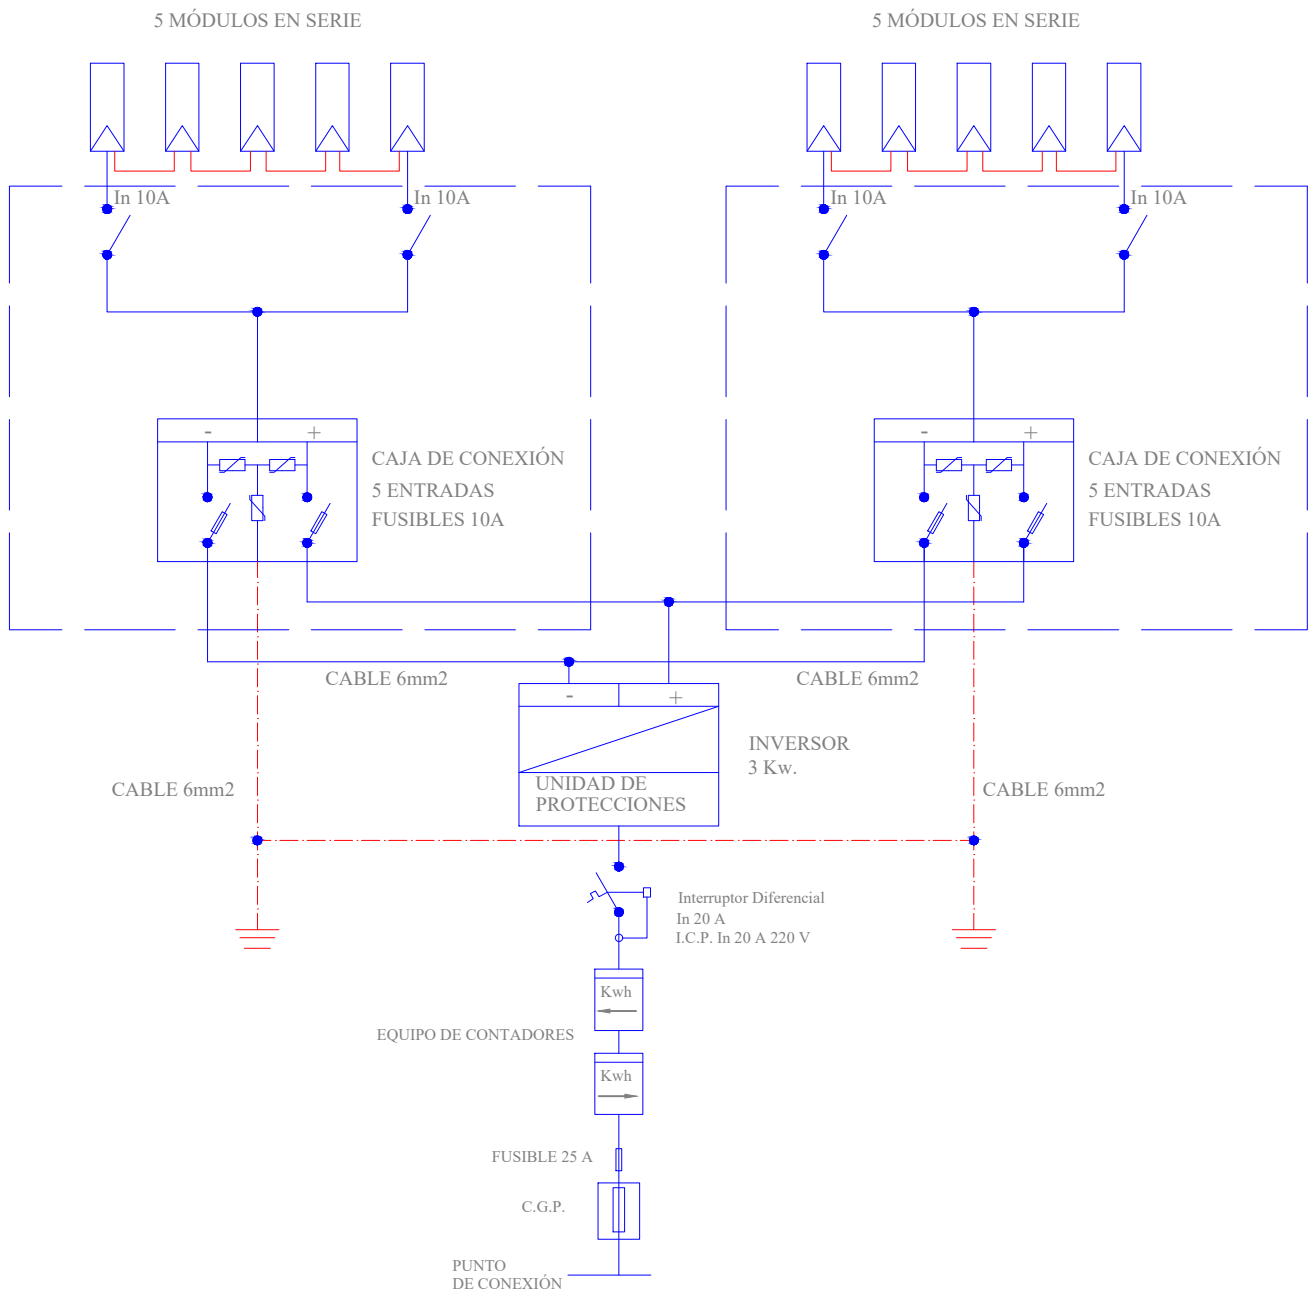 5 MÓDULOS EN SERIE
5 MÓDULOS EN SERIE
In 10A
In 10A
In 10A
In 10A
- +
- +
CAJA DE CONEXIÓN
5 ENTRADAS
FUSIBLES 10A
CAJA DE CONEXIÓN
5 ENTRADAS
FUSIBLES 10A
CABLE 6mm2
CABLE 6mm2
- +
INVERSOR
3 Kw.
UNIDAD DE
PROTECCIONES
CABLE 6mm2
CABLE 6mm2
Interruptor Diferencial
In 20 A
I.C.P. In 20 A 220 V
Kwh
EQUIPO DE CONTADORES
Kwh
FUSIBLE 25 A
C.G.P.
PUNTO
DE CONEXIÓN